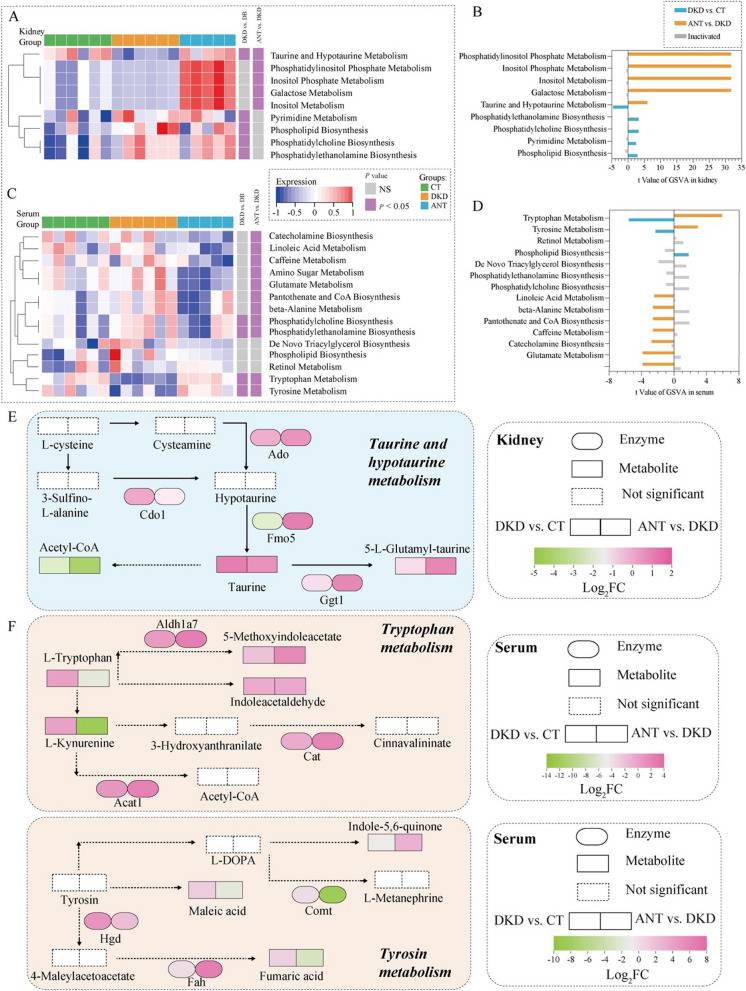 A
Kidney
Group
DKD vs. DB
ANT vs. DKD
Taurine and Hypotaurine Metabolism
Phosphatidylinositol Phosphate Metabolism
Inositol Phosphate Metabolism
Galactose Metabolism
Inositol Metabolism
Pyrimidine Metabolism
Phospholipid Biosynthesis
Phosphatidylcholine Biosynthesis
Phosphatidylethanolamine Biosynthesis
B
DKD vs. CT
ANT vs. DKD
Inactivated
Phosphatidylinositol Phosphate Metabolism
Inositol Phosphate Metabolism
Inositol Metabolism
Galactose Metabolism
Taurine and Hypotaurine Metabolism
Phosphatidylethanolamine Biosynthesis
Phosphatidylcholine Biosynthesis
Pyrimidine Metabolism
Phospholipid Biosynthesis
-5 0 5 10 15 20 25 30 35
t Value of GSVA in kidney
Expression
-1 0 1
P value
NS
P < 0.05
Groups:
CT
DKD
ANT
C
Serum
Group
DKD vs. DB
ANT vs. DKD
Catecholamine Biosynthesis
Linoleic Acid Metabolism
Caffeine Metabolism
Amino Sugar Metabolism
Glutamate Metabolism
Pantothenate and CoA Biosynthesis
beta-Alanine Metabolism
Phosphatidylcholine Biosynthesis
Phosphatidylethanolamine Biosynthesis
De Novo Triacylglycerol Biosynthesis
Phospholipid Biosynthesis
Retinol Metabolism
Tryptophan Metabolism
Tyrosine Metabolism
D
Tryptophan Metabolism
Tyrosine Metabolism
Retinol Metabolism
Phospholipid Biosynthesis
De Novo Triacylglycerol Biosynthesis
Phosphatidylethanolamine Biosynthesis
Phosphatidylcholine Biosynthesis
Linoleic Acid Metabolism
beta-Alanine Metabolism
Pantothenate and CoA Biosynthesis
Caffeine Metabolism
Catecholamine Biosynthesis
Glutamate Metabolism
-8 -4 0 4 8
t Value of GSVA in serum
E
Taurine and
hypotaurine
metabolism
L-cysteine
Cysteamine
Ado
3-Sulfino-
L-alanine
Cdo1
Hypotaurine
Fmo5
Acetyl-CoA
Taurine
Ggt1
5-L-Glutamyl-taurine
Kidney
Enzyme
Metabolite
Not significant
DKD vs. CT
ANT vs. DKD
-5 -4 -3 -2 -1 0 1 2
Log2FC
F
Tryptophan
metabolism
Aldh1a7
L-Tryptophan
5-Methoxyindoleacetate
Indoleacetaldehyde
L-Kynurenine
3-Hydroxyanthranilate
Cat
Cinnavalininate
Acat1
Acetyl-CoA
Serum
Enzyme
Metabolite
Not significant
DKD vs. CT
ANT vs. DKD
-14 -12 -10 -8 -6 -4 -2 0 2 4
Log2FC
L-DOPA
Indole-5,6-quinone
Tyrosin
Maleic acid
Comt
L-Metanephrine
Hgd
4-Maleylacetoacetate
Fah
Fumaric acid
Tyrosin
metabolism
Serum
Enzyme
Metabolite
Not significant
DKD vs. CT
ANT vs. DKD
-10 -8 -6 -4 -2 0 2 4 6 8
Log2FC